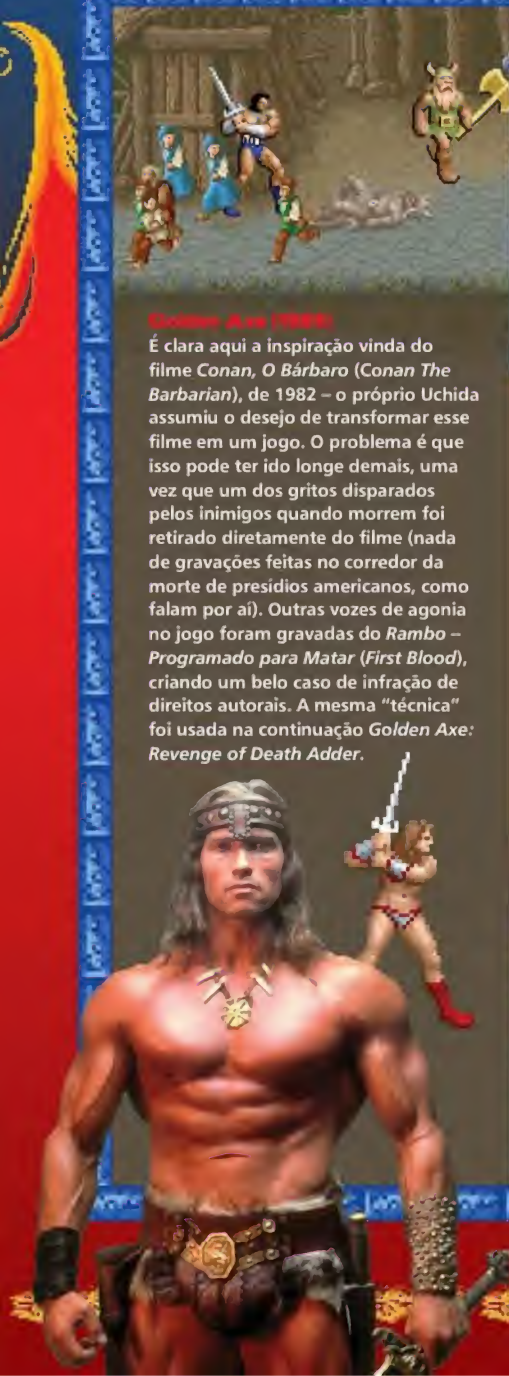 Golden Axe (1989)
É clara aqui a inspiração vinda do
filme Conan, O Bárbaro (Conan The
Barbarian), de 1982 – o próprio Uchida
assumiu o desejo de transformar esse
filme em um jogo. O problema é que
isso pode ter ido longe demais, uma
vez que um dos gritos disparados
pelos inimigos quando morrem foi
retirado diretamente do filme (nada
de gravações feitas no corredor da
morte de presídios americanos, como
falam por aí). Outras vozes de agonia
no jogo foram gravadas do Rambo –
Programado para Matar (First Blood),
criando um belo caso de infração de
direitos autorais. A mesma “técnica”
foi usada na continuação Golden Axe:
Revenge of Death Adder.